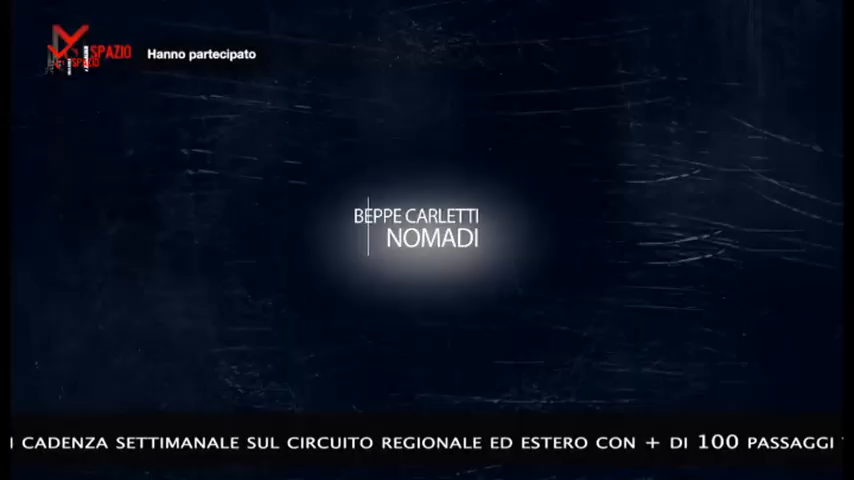 SPAZIO
Hanno partecipato
BEPPE CARLETTI
NOMADI
CADENZA SETTIMANALE SUL CIRCUITO REGIONALE ED ESTERO CON + DI 100 PASSAGGI